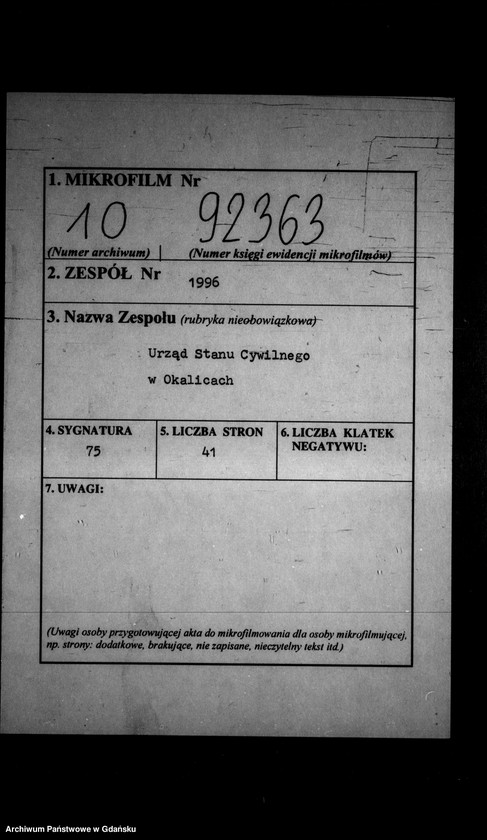 1. MIKROFILM Nr
10 92363
(Numer archiwum) (Numer księgi ewidencji mikrofilmów)
2. ZESPÓŁ Nr 1996
3. Nazwa Zespołu (rubryka nieobowiązkowa)
Urząd Stanu Cywilnego
w Okalicach
4. SYGNATURA
75
5. LICZBA STRON
41
6. LICZBA KLATEK
NEGATYWU:
7. UWAGI:
(Uwagi osoby przygotowującej akta do mikrofilmowania dla osoby mikrofilmującej,
np. strony: dodatkowe, brakujące, nie zapisane, nieczytelny tekst itd.)
Archiwum Państwowe w Gdańsku